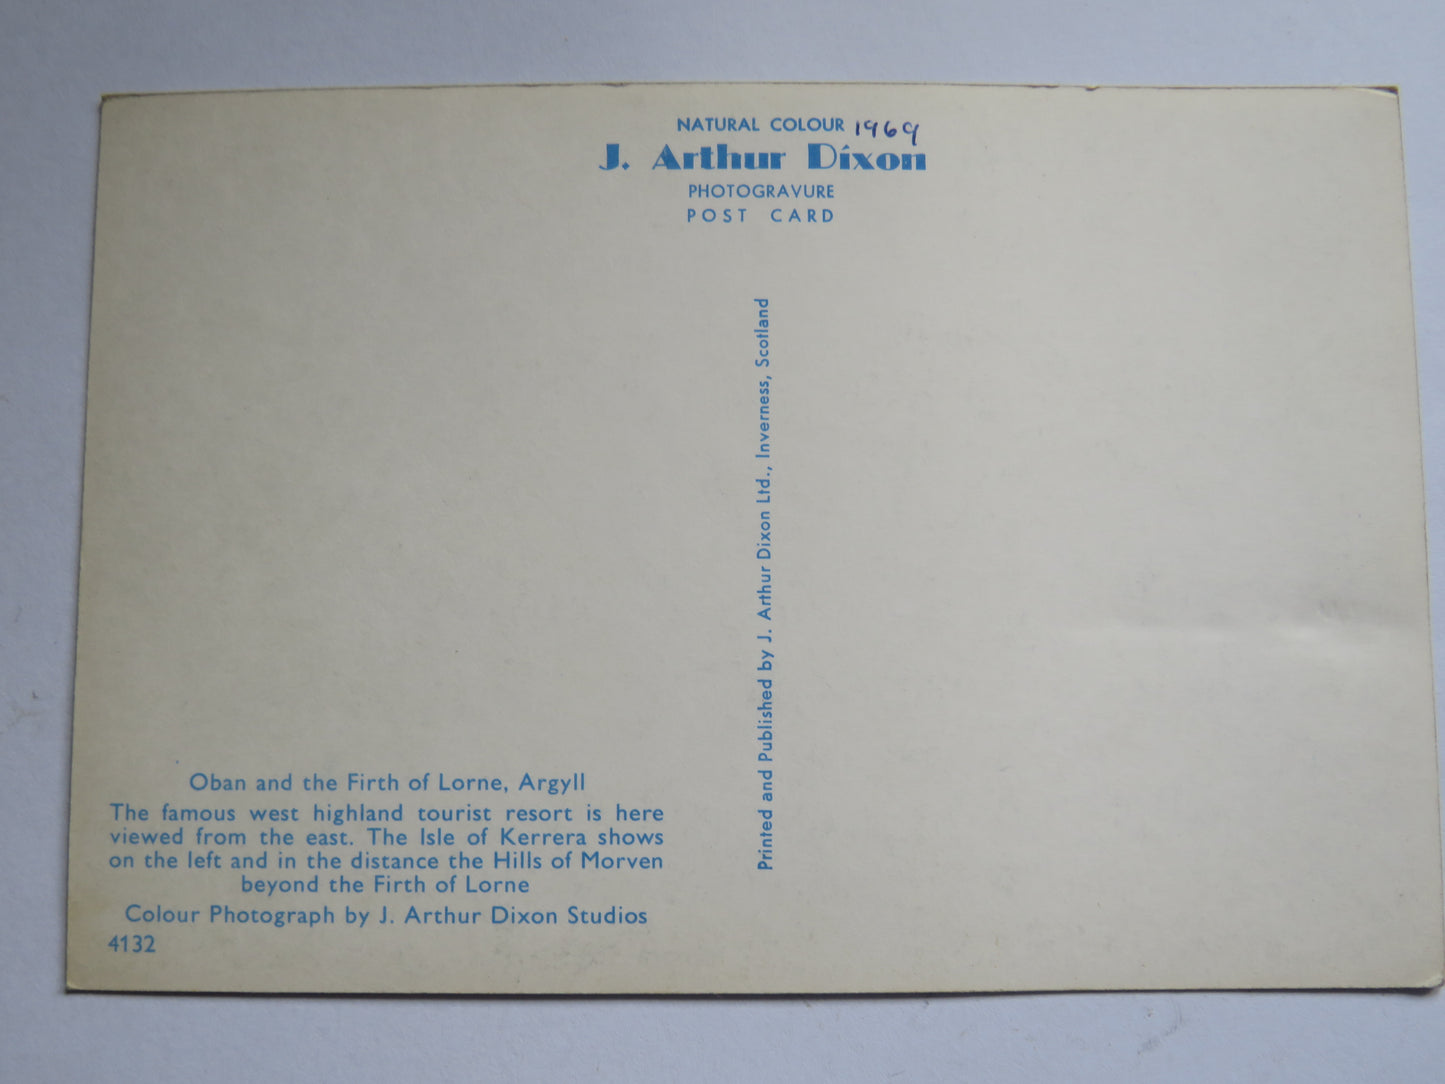 NATURAL COLOUR 1969
J. Arthur Dixon
PHOTOGRAVURE
POST CARD
Printed and Published by J. Arthur Dixon Ltd., Inverness, Scotland
Oban and the Firth of Lorne, Argyll
The famous west highland tourist resort is here
viewed from the east. The Isle of Kerrera shows
on the left and in the distance the Hills of Morven
beyond the Firth of Lorne
Colour Photograph by J. Arthur Dixon Studios
4132